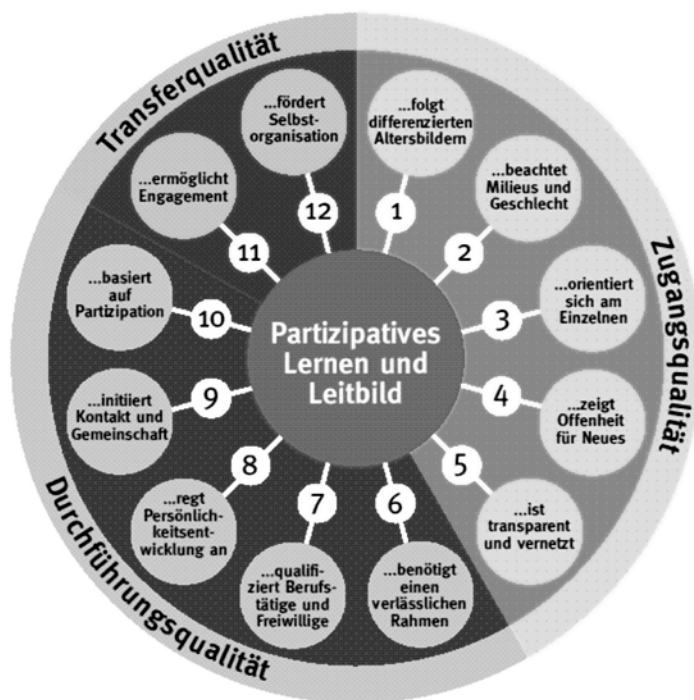 Partizipatives
Lernen und
Leitbild
Zugangsqualität
1
...folgt
differenzierten
Altersbildern
2
...beachtet
Milieus und
Geschlecht
3
...orientiert
sich am
Einzelnen
4
...zeigt
Offenheit
für Neues
5
...ist
transparent
und vernetzt
Durchführungsqualität
6
...benötigt
einen
verlässlichen
Rahmen
7
...qualifi-
ziert Berufs-
tätige und
Freiwillige
8
...regt
Persönlich-
keitsent-
wicklung an
9
...initiiert
Kontakt und
Gemeinschaft
10
...basiert
auf
Partizipation
Transferqualität
11
...ermöglicht
Engagement
12
...fördert
Selbst-
organisation